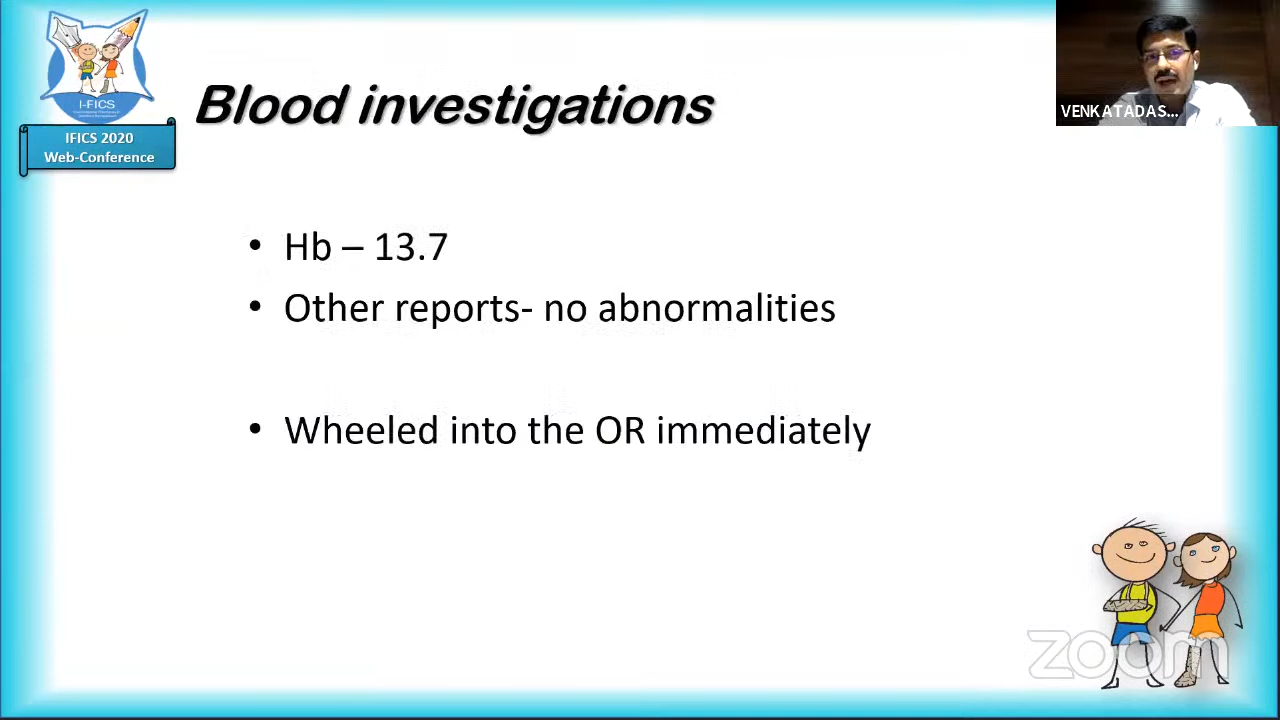 I-FICS
IFICS 2020
Web-Conference
Blood investigations
VENKATADAS...
• Hb – 13.7
• Other reports- no abnormalities
• Wheeled into the OR immediately
zoom